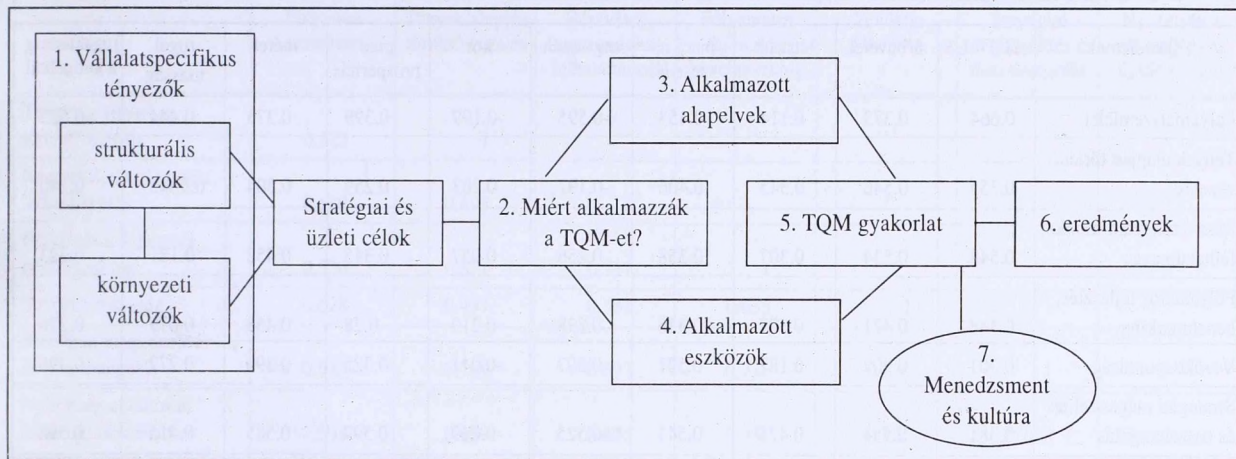 1. Vállalatspecifikus
tényezők
strukturális
változók
környezeti
változók
Stratégiai és
üzleti célok
2. Miért alkalmazzák
a TQM-et?
3. Alkalmazott
alapelvek
4. Alkalmazott
eszközök
5. TQM gyakorlat
6. eredmények
7.
Menedzsment
és kultúra